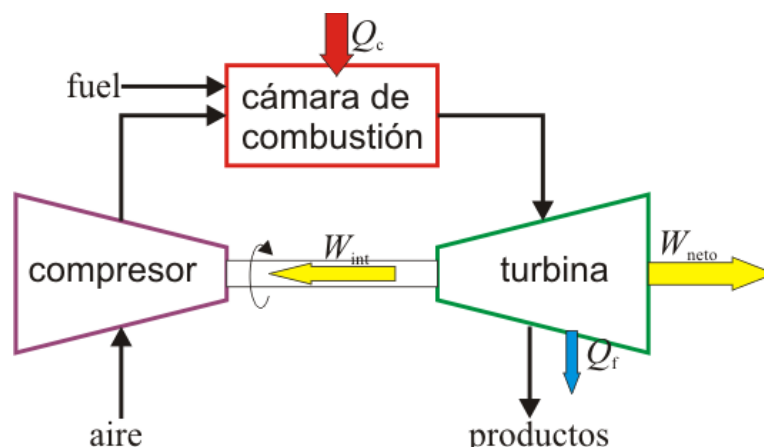 Qc
fuel
cámara de
combustión
compresor
Wint
turbina
Wneto
Qf
aire
productos